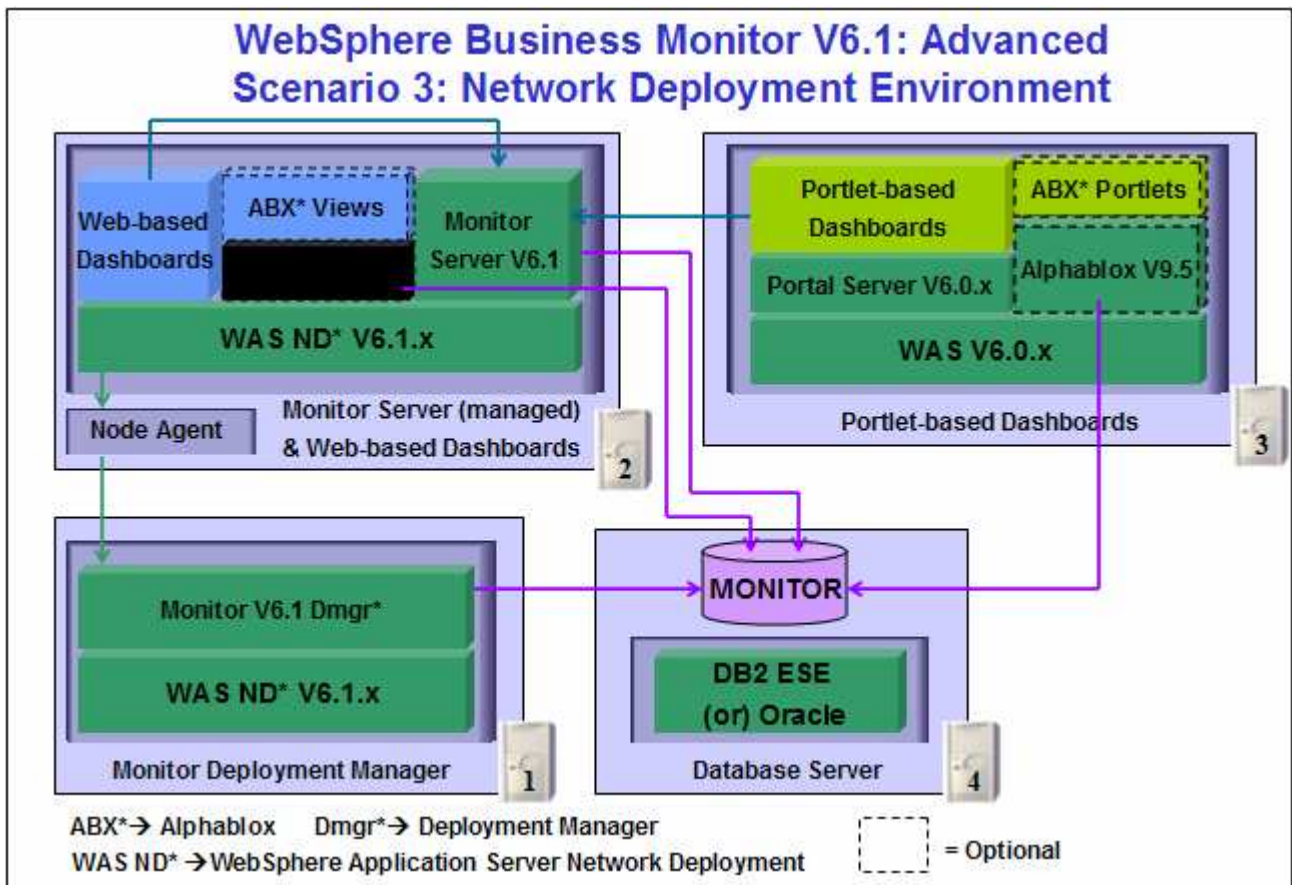 WebSphere Business Monitor V6.1: Advanced
Scenario 3: Network Deployment Environment
Web-based
Dashboards
ABX* Views
Monitor
Server V6.1
WAS ND* V6.1.x
Node Agent
Monitor Server (managed)
& Web-based Dashboards
2
Portlet-based
Dashboards
ABX* Portlets
Portal Server V6.0.x
Alphablox V9.5
WAS V6.0.x
Portlet-based Dashboards
3
Monitor V6.1 Dmgr*
WAS ND* V6.1.x
Monitor Deployment Manager
1
MONITOR
DB2 ESE
(or) Oracle
Database Server
4
ABX*→ Alphablox Dmgr*→ Deployment Manager
WAS ND* →WebSphere Application Server Network Deployment
= Optional